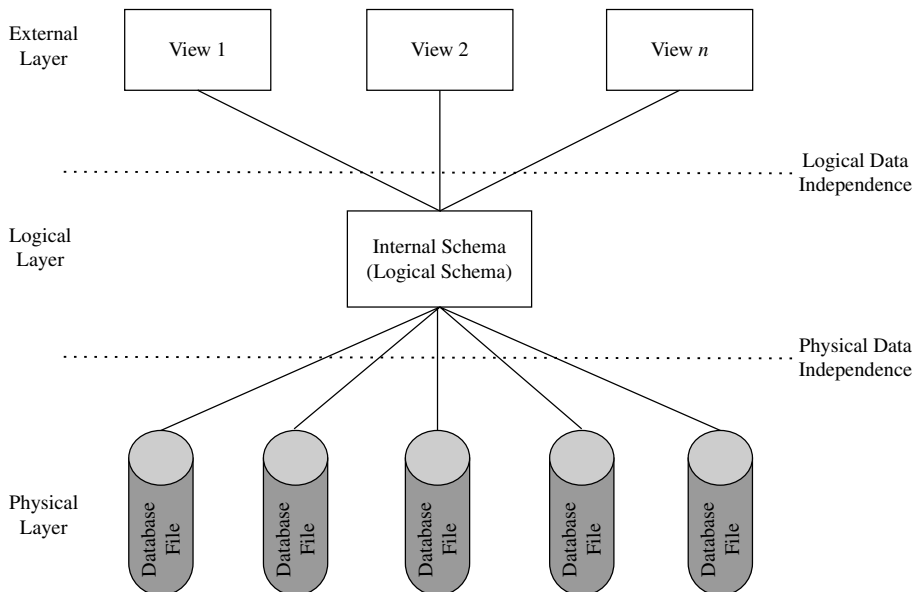 External
Layer
View 1
View 2
View n
Logical Data
Independence
Logical
Layer
Internal Schema
(Logical Schema)
Physical Data
Independence
Physical
Layer
Database
File
Database
File
Database
File
Database
File
Database
File